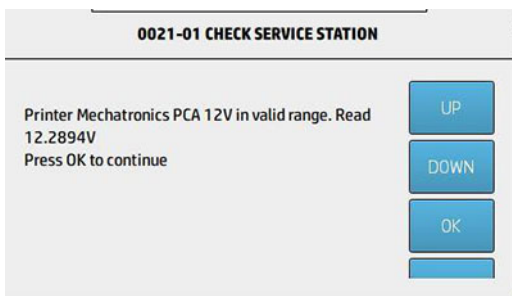 0021-01 CHECK SERVICE STATION
Printer Mechatronics PCA 12V in valid range. Read
12.2894V
Press OK to continue
UP
DOWN
OK